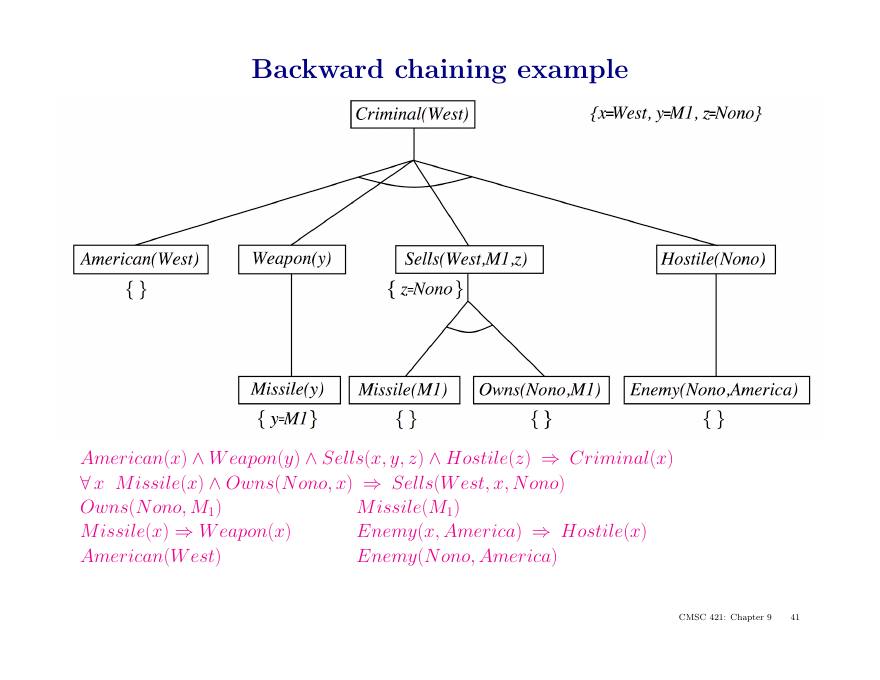 Backward chaining example
Criminal(West) {x=West, y=M1, z=Nono}
American(West) Weapon(y) Sells(West,M1,z) Hostile(Nono)
{ } { z=Nono }
Missile(y) Missile(M1) Owns(Nono,M1) Enemy(Nono,America)
{ y=M1 } { } { } { }
American(x) ∧ Weapon(y) ∧ Sells(x, y, z) ∧ Hostile(z) ⇒ Criminal(x)
∀ x Missile(x) ∧ Owns(Nono, x) ⇒ Sells(West, x, Nono)
Owns(Nono, M₁) Missile(M₁)
Missile(x) ⇒ Weapon(x) Enemy(x, America) ⇒ Hostile(x)
American(West) Enemy(Nono, America)
CMSC 421: Chapter 9 41